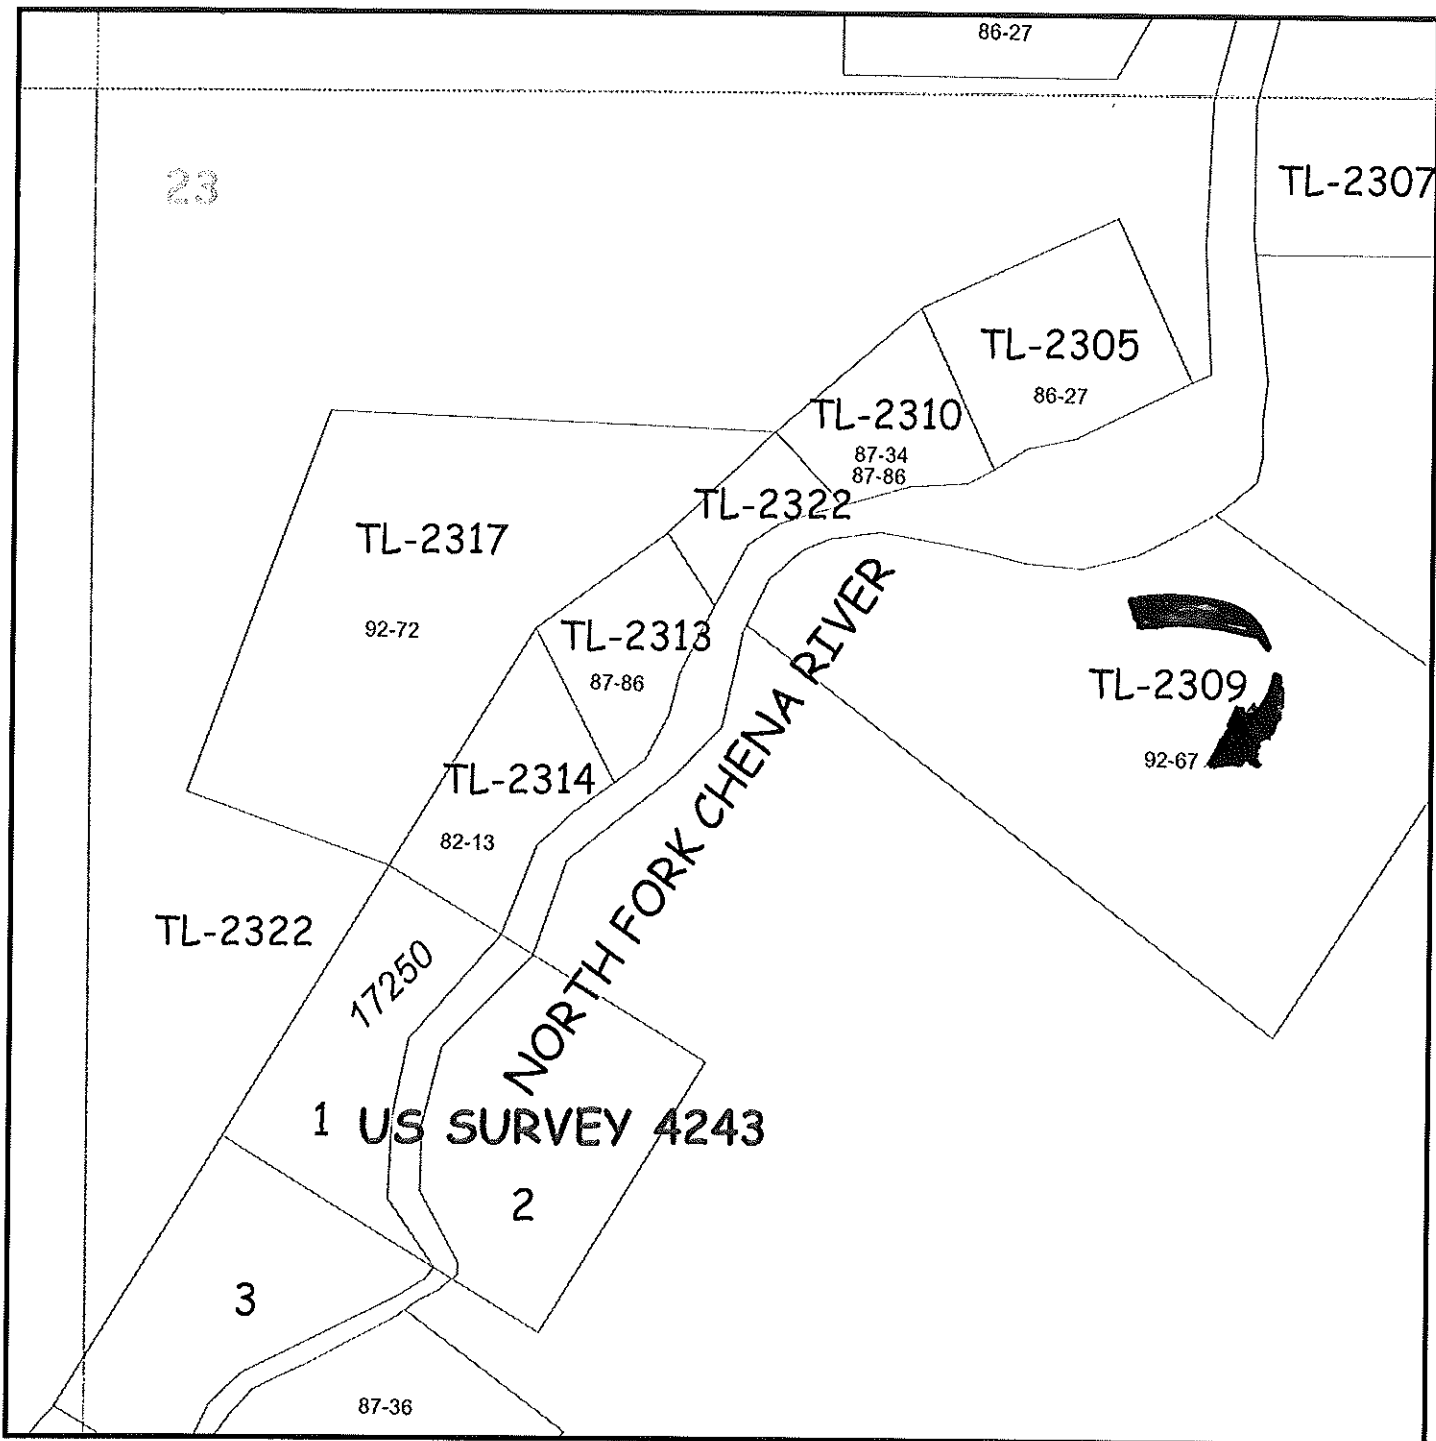 86-27
23
TL-2307
TL-2305
86-27
TL-2310
87-34
87-86
TL-2322
TL-2317
92-72
TL-2313
87-86
TL-2309
92-67
TL-2314
82-13
NORTH FORK CHENA RIVER
TL-2322
17250
1 US SURVEY 4243
2
3
87-36